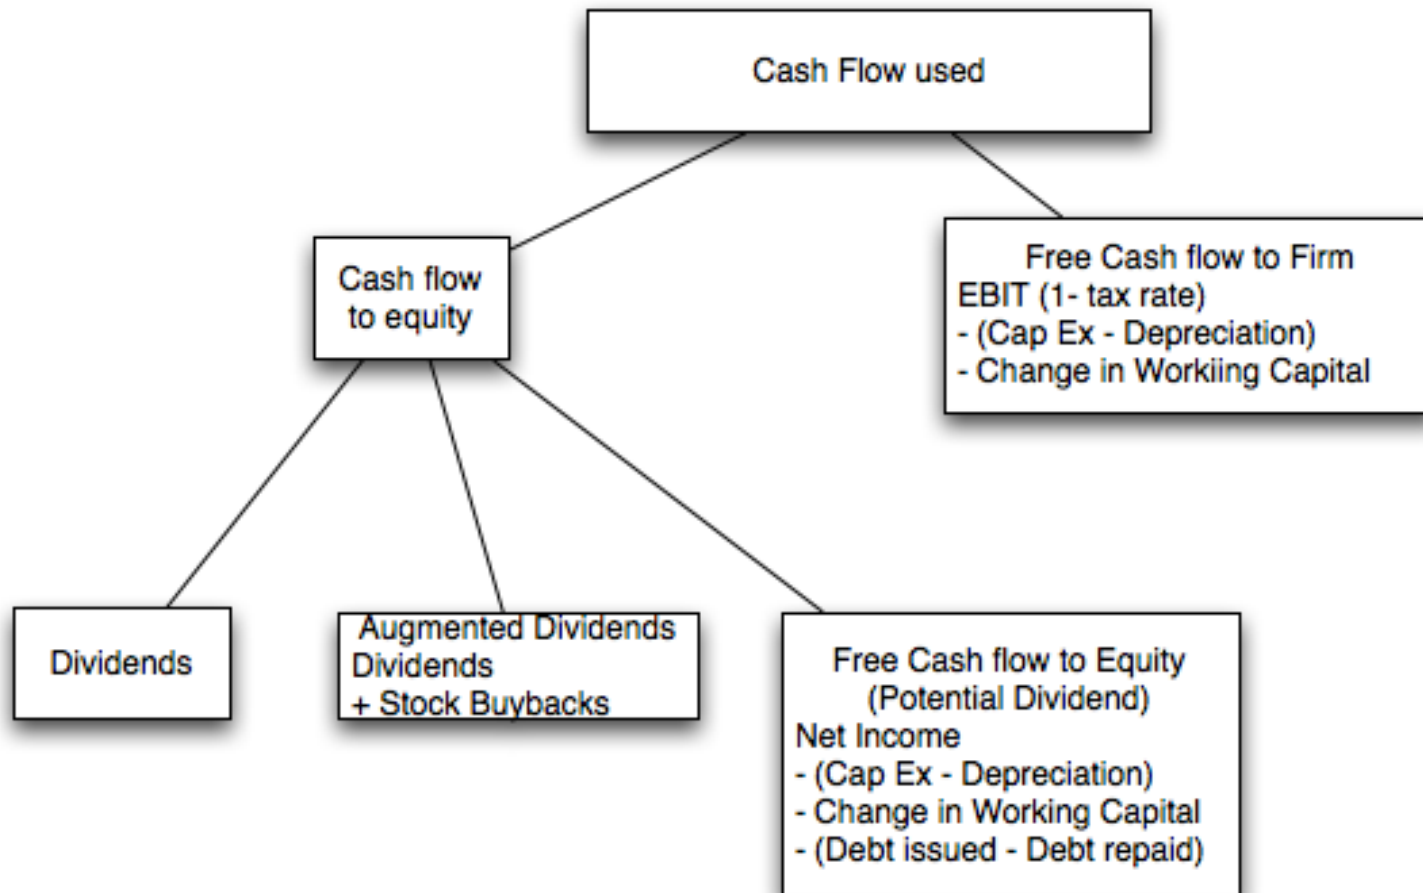 Cash Flow used
Cash flow
to equity
Free Cash flow to Firm
EBIT (1- tax rate)
- (Cap Ex - Depreciation)
- Change in Workiing Capital
Dividends
Augmented Dividends
Dividends
+ Stock Buybacks
Free Cash flow to Equity
(Potential Dividend)
Net Income
- (Cap Ex - Depreciation)
- Change in Working Capital
- (Debt issued - Debt repaid)